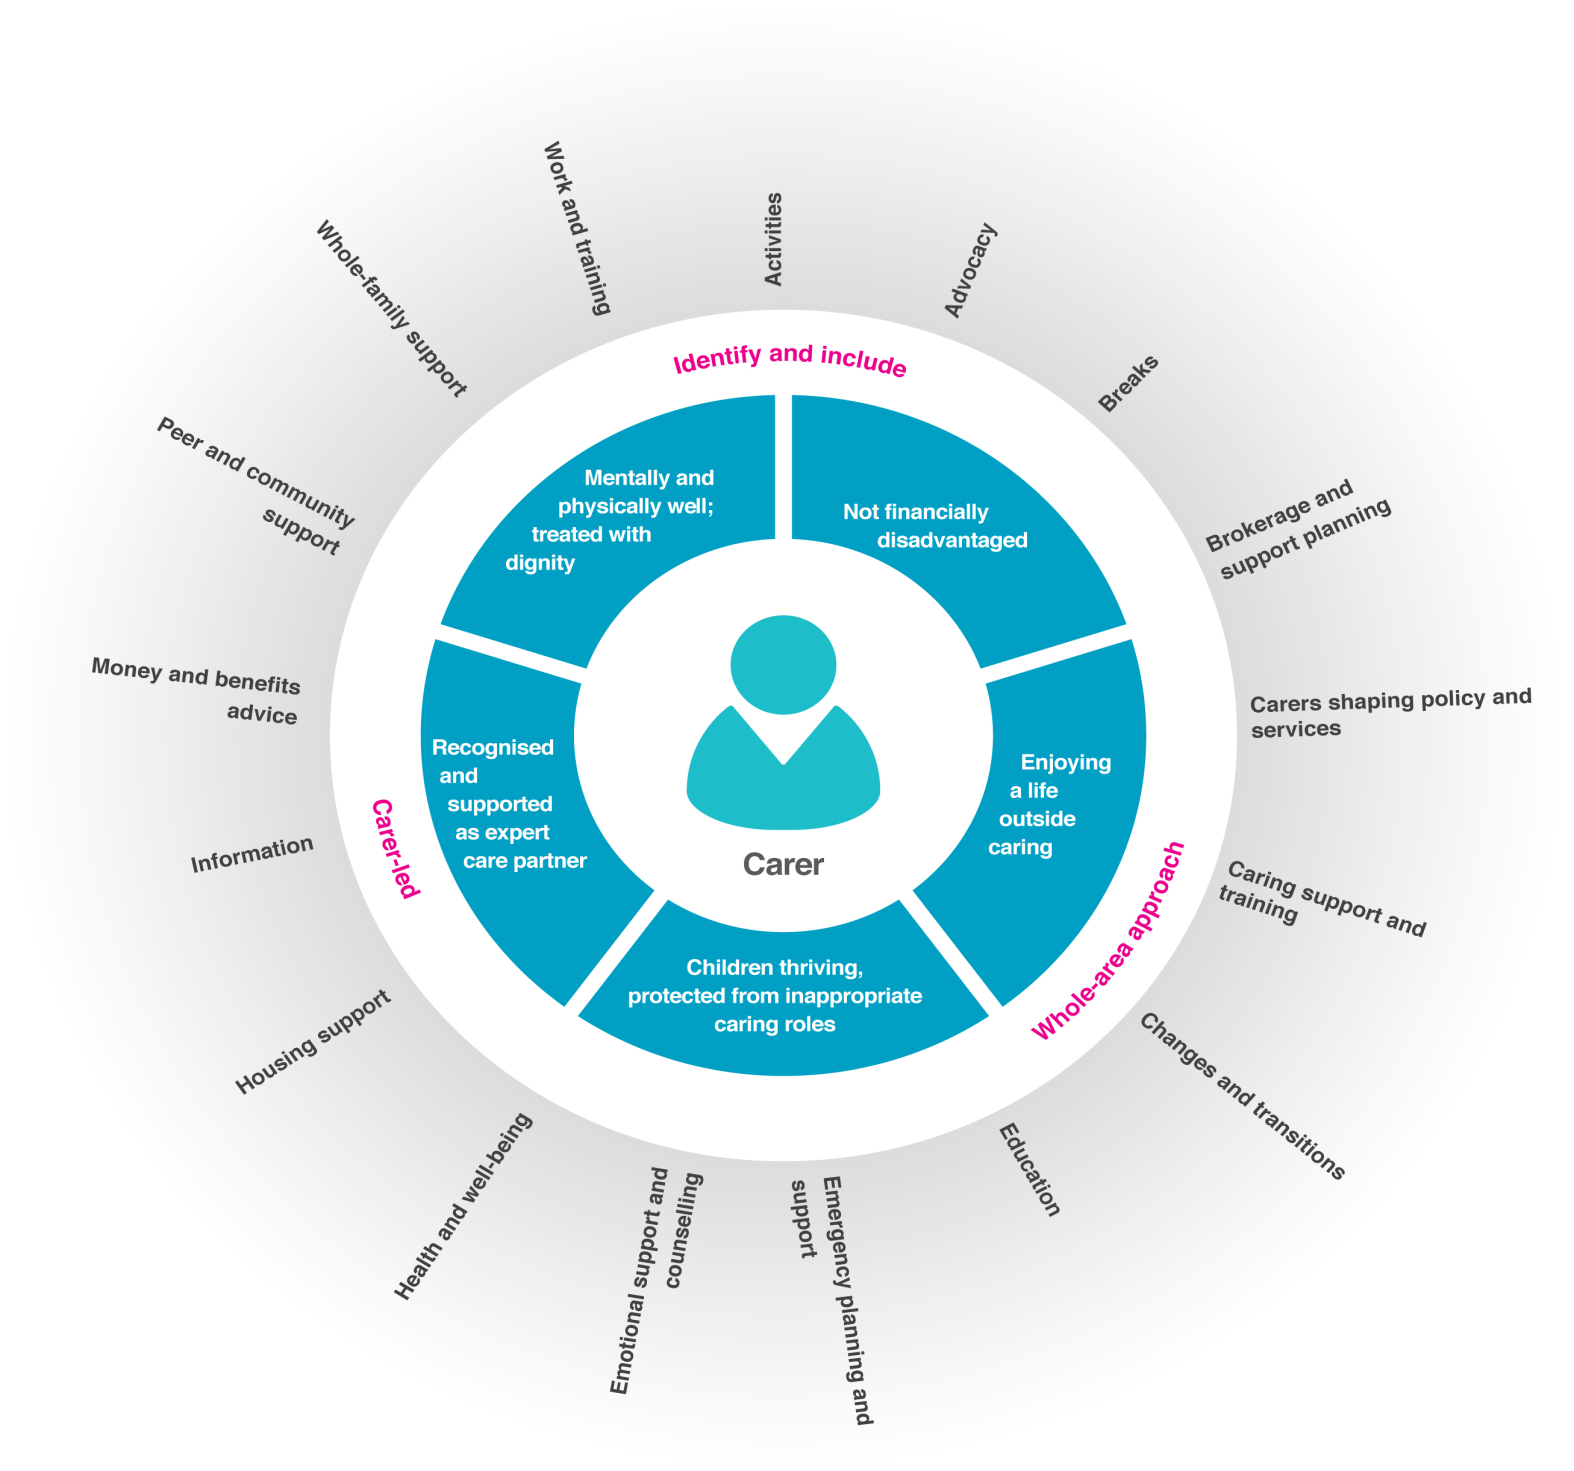 Activities
Advocacy
Breaks
Brokerage and
support planning
Carers shaping policy and
services
Caring support and
training
Changes and transitions
Education
Emergency planning and
support
Emotional support and
counselling
Health and well-being
Housing support
Information
Money and benefits
advice
Peer and community
support
Whole-family support
Work and training
Identify and include
Whole-area approach
Carer-led
Mentally and
physically well;
treated with
dignity
Not financially
disadvantaged
Enjoying
a life
outside
caring
Children thriving,
protected from inappropriate
caring roles
Recognised
and
supported
as expert
care partner
Carer